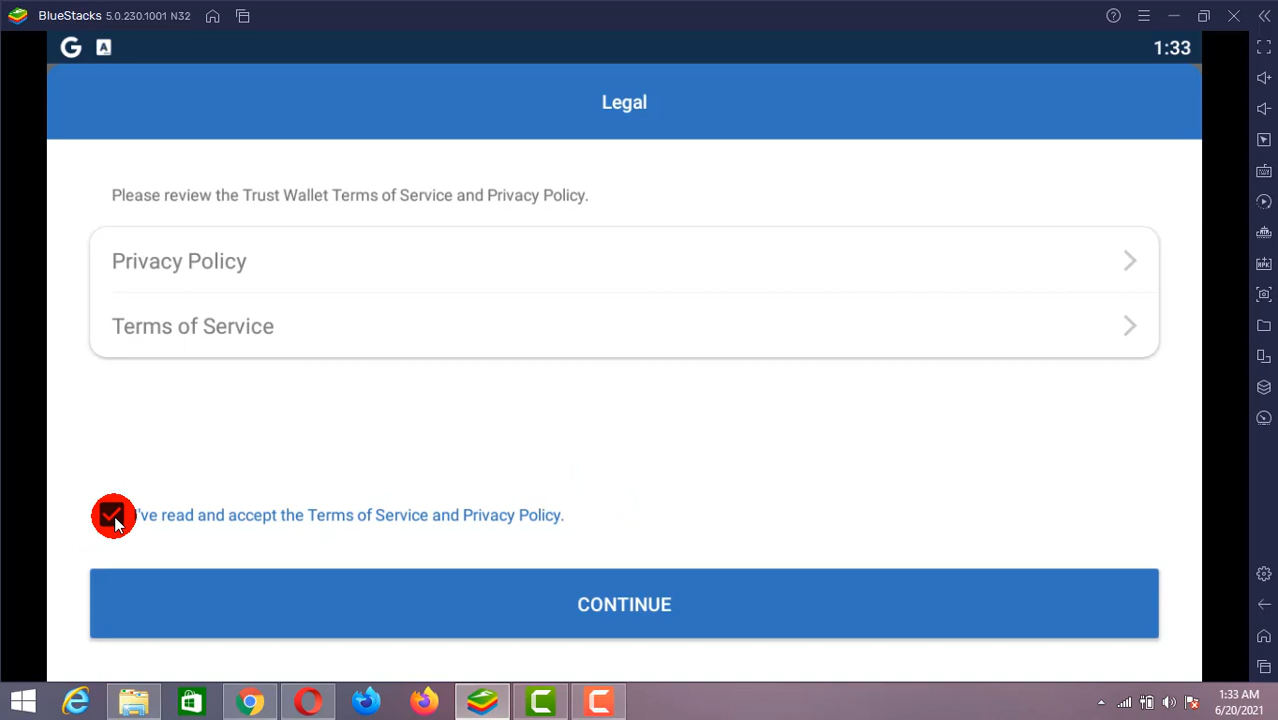 BlueStacks 5.0.230.1001 N32
1:33
Legal
Please review the Trust Wallet Terms of Service and Privacy Policy.
Privacy Policy
Terms of Service
I've read and accept the Terms of Service and Privacy Policy.
CONTINUE
1:33 AM
6/20/2021